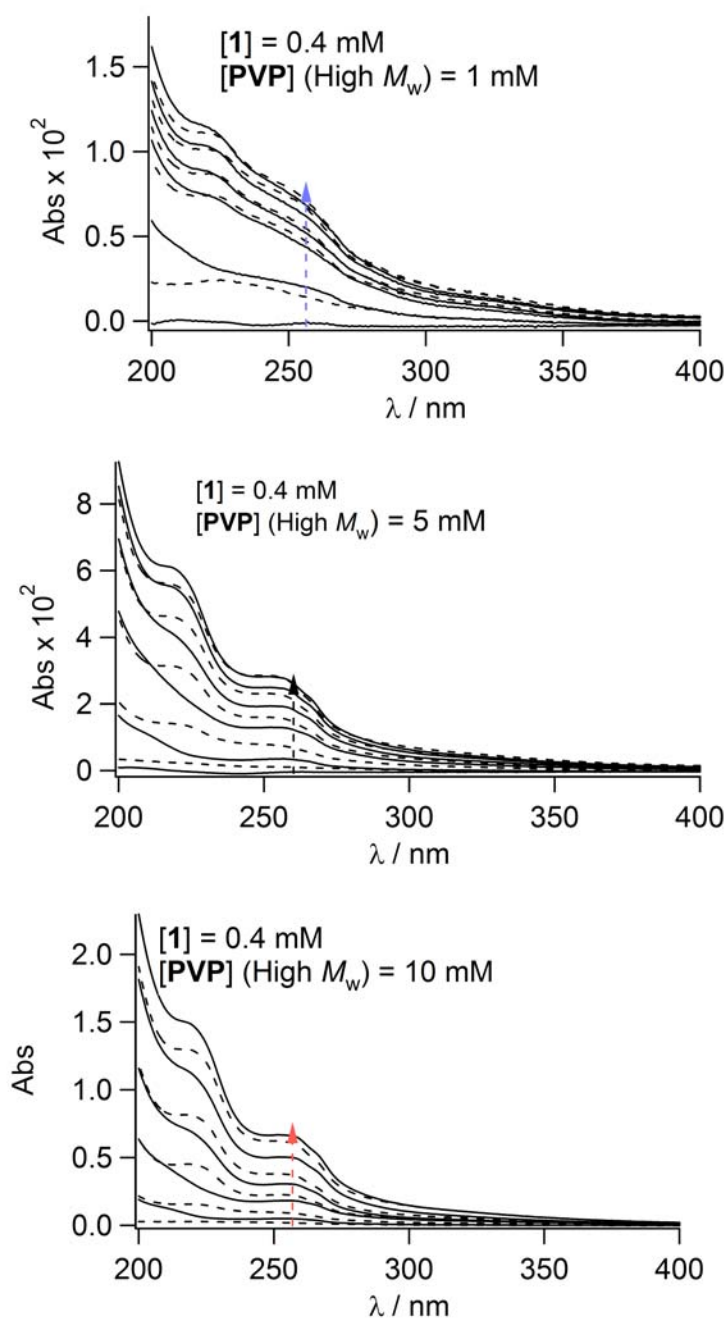 [1] = 0.4 mM
[PVP] (High Mw) = 1 mM
1.5
1.0
0.5
0.0
Abs x 10²
200 250 300 350 400
λ / nm
[1] = 0.4 mM
[PVP] (High Mw) = 5 mM
8
6
4
2
0
Abs x 10²
200 250 300 350 400
λ / nm
[1] = 0.4 mM
[PVP] (High Mw) = 10 mM
2.0
1.5
1.0
0.5
0.0
Abs
200 250 300 350 400
λ / nm